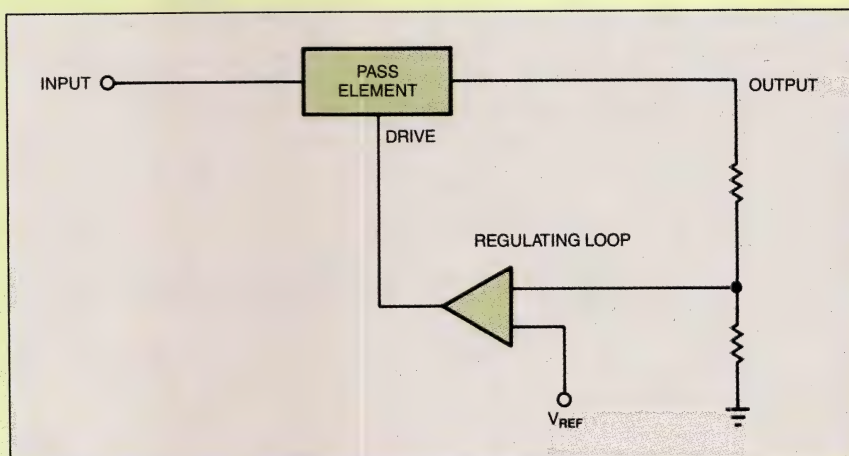 INPUT
PASS
ELEMENT
OUTPUT
DRIVE
REGULATING LOOP
VREF